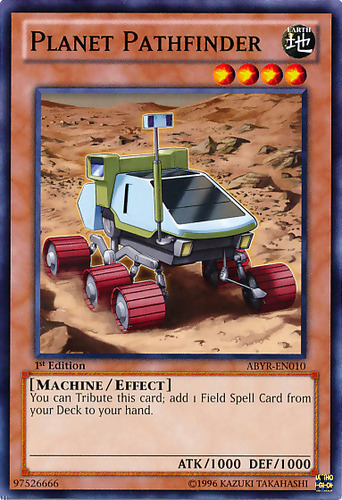 PLANET PATHFINDER
EARTH
地
1st Edition
ABYR-EN010
[MACHINE/EFFECT]
You can Tribute this card; add 1 Field Spell Card from
your Deck to your hand.
ATK/1000 DEF/1000
97526666
©1996 KAZUKI TAKAHASHI